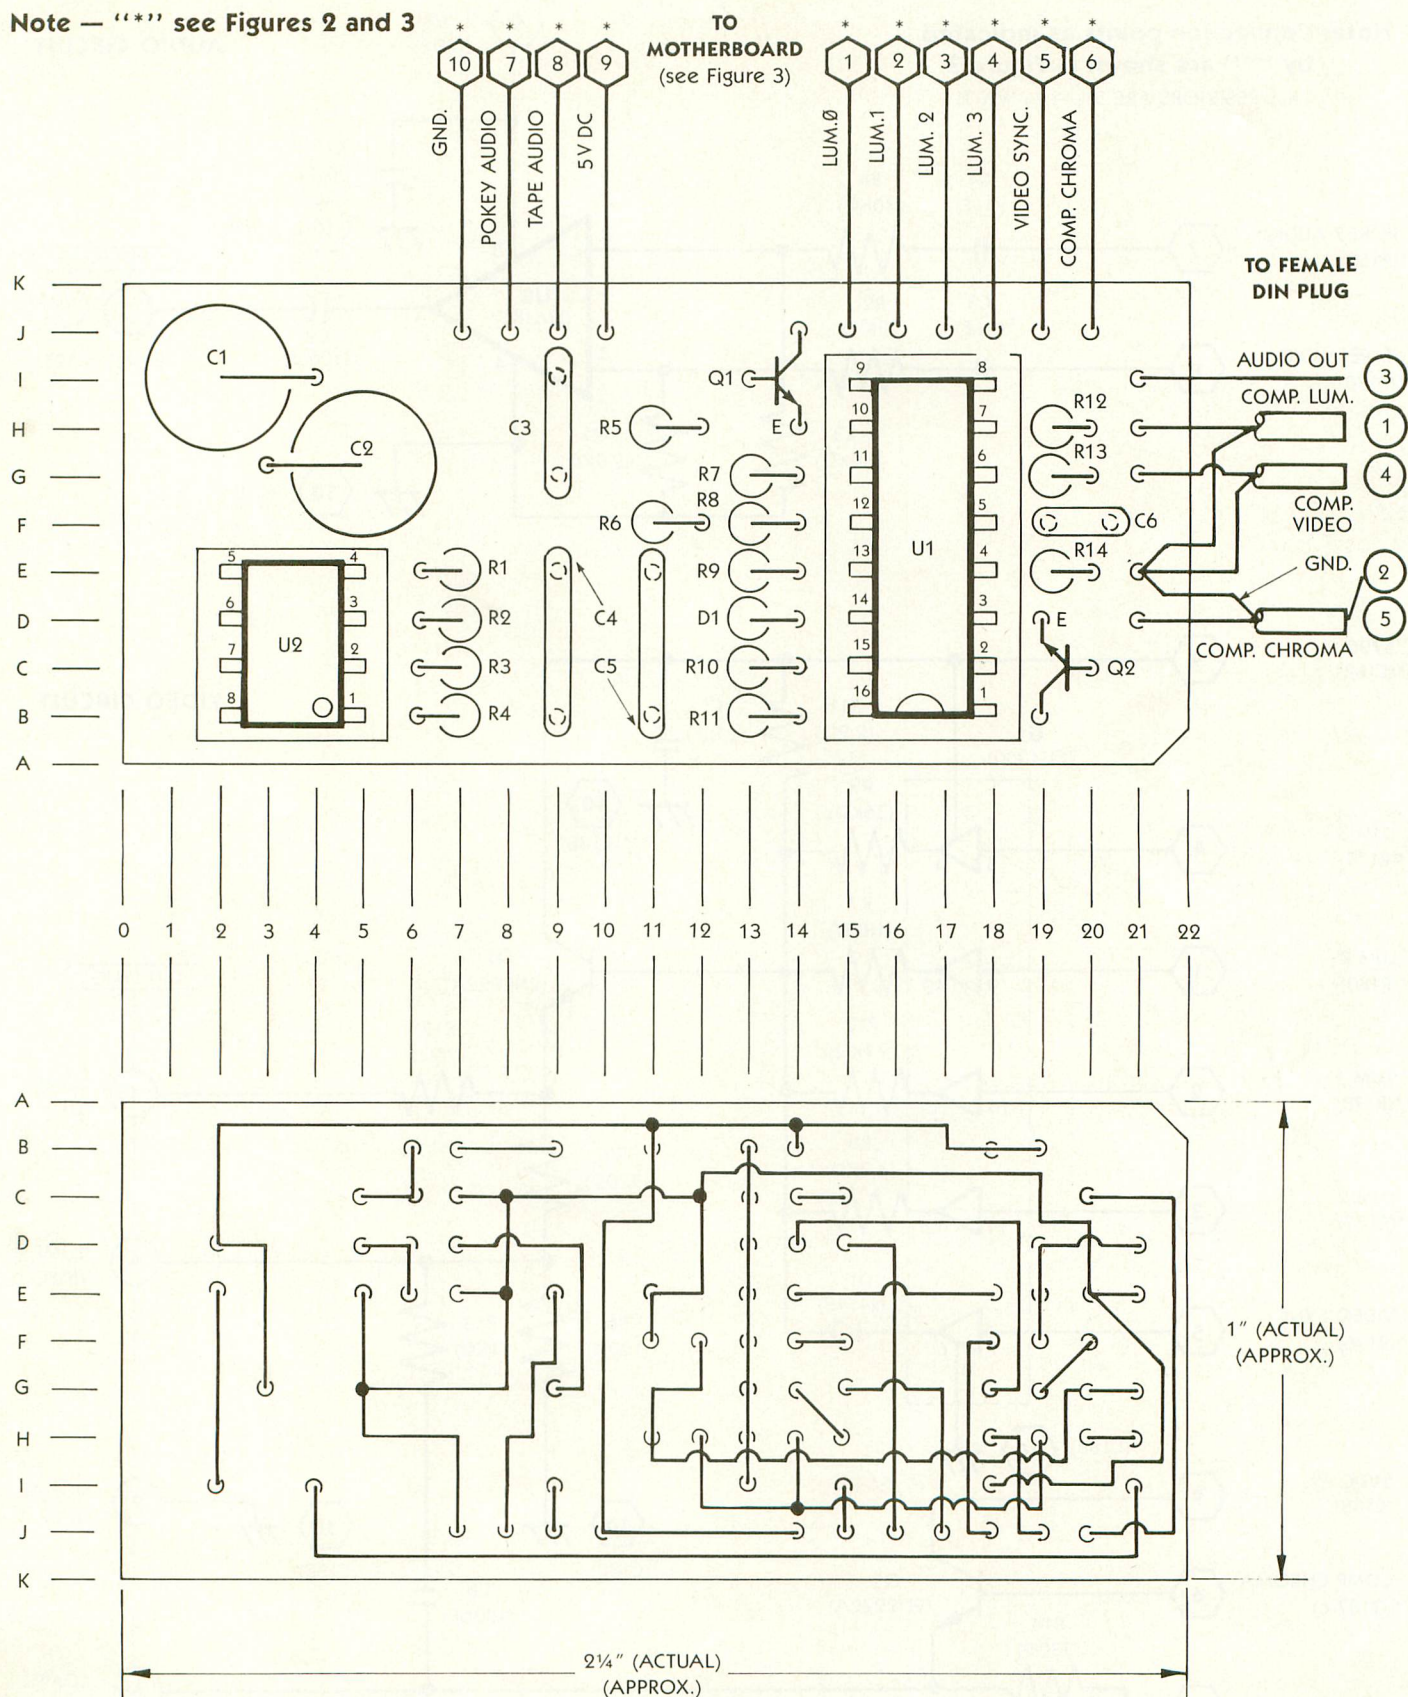 Note — "*" see Figures 2 and 3
* * * * TO * * * * * *
10 7 8 9 MOTHERBOARD 1 2 3 4 5 6
(see Figure 3)
GND.
POKEY AUDIO
TAPE AUDIO
5 V DC
LUM.Ø
LUM.1
LUM. 2
LUM. 3
VIDEO SYNC.
COMP. CHROMA
TO FEMALE
DIN PLUG
K
J
I
H
G
F
E
D
C
B
A
C1
C2
C3
R5
R6
Q1
E
R7
R8
R9
D1
R10
R11
R1
R2
R3
R4
C4
C5
U2
5 4
6 3
7 2
8 1
U1
9 8
10 7
11 6
12 5
13 4
14 3
15 2
16 1
R12
R13
C6
R14
E
Q2
AUDIO OUT 3
COMP. LUM. 1
4
COMP.
VIDEO
GND. 2
5
COMP. CHROMA
0 1 2 3 4 5 6 7 8 9 10 11 12 13 14 15 16 17 18 19 20 21 22
A
B
C
D
E
F
G
H
I
J
K
1" (ACTUAL)
(APPROX.)
2¼" (ACTUAL)
(APPROX.)